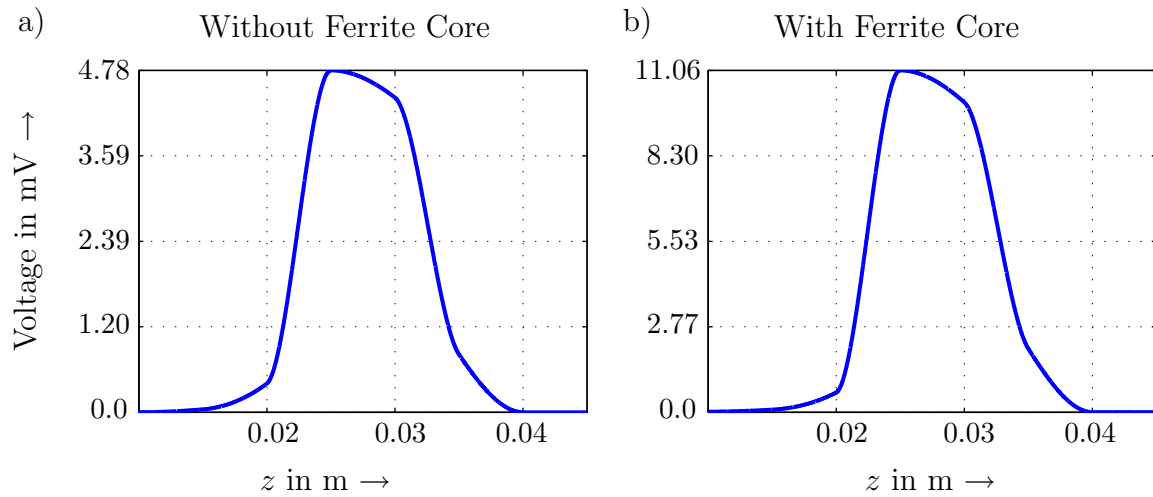 a) Without Ferrite Core
4.78
3.59
2.39
1.20
0.0
0.02 0.03 0.04
Voltage in mV →
z in m →
b) With Ferrite Core
11.06
8.30
5.53
2.77
0.0
0.02 0.03 0.04
z in m →